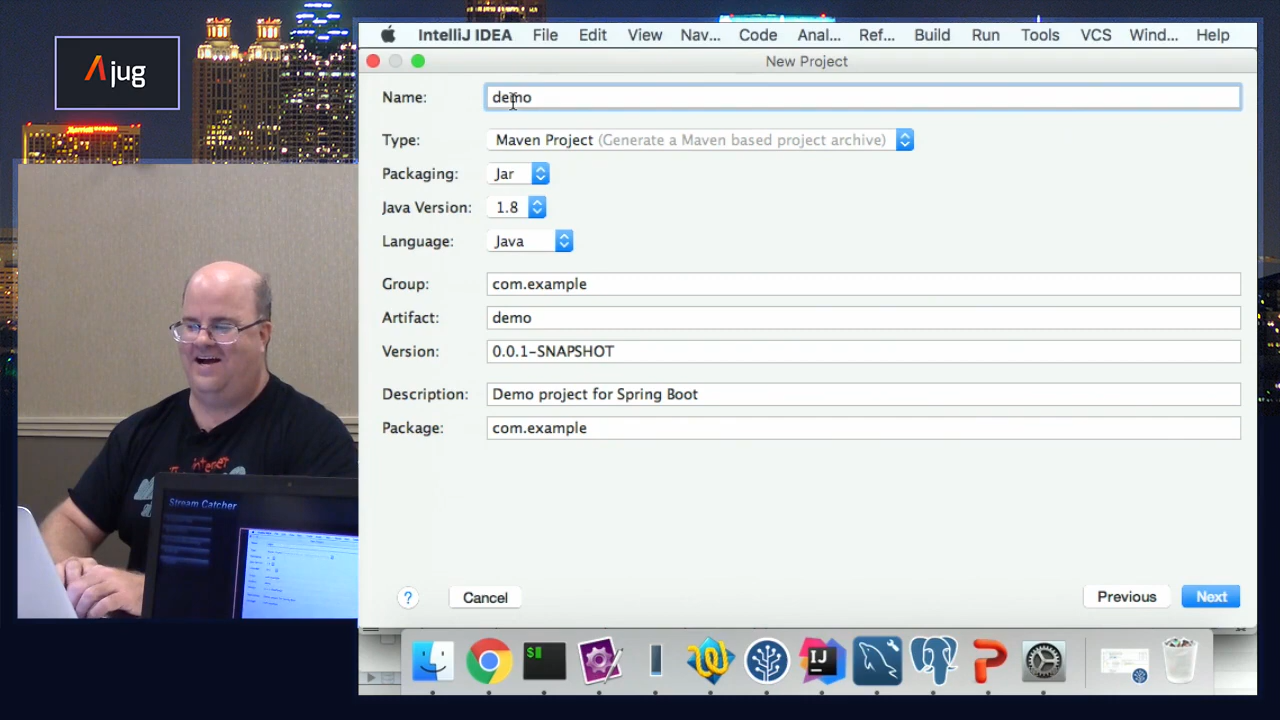 jug
IntelliJ IDEA File Edit View Nav... Code Anal... Ref... Build Run Tools VCS Wind... Help
New Project
Name: demo
Type: Maven Project (Generate a Maven based project archive)
Packaging: Jar
Java Version: 1.8
Language: Java
Group: com.example
Artifact: demo
Version: 0.0.1-SNAPSHOT
Description: Demo project for Spring Boot
Package: com.example
? Cancel Previous Next
$
IJ
Stream Catcher
internet